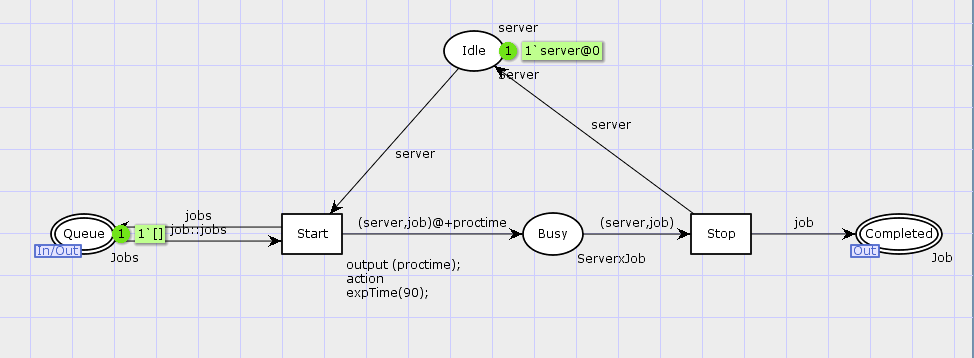 server
Idle
1
1`server@0
server
server
server
jobs
(server,job)@+proctime
(server,job)
job
Queue
1
1`[]
job::jobs
Start
Busy
Stop
Completed
In/Out
Jobs
ServerxJob
Out
Job
output (proctime);
action
expTime(90);